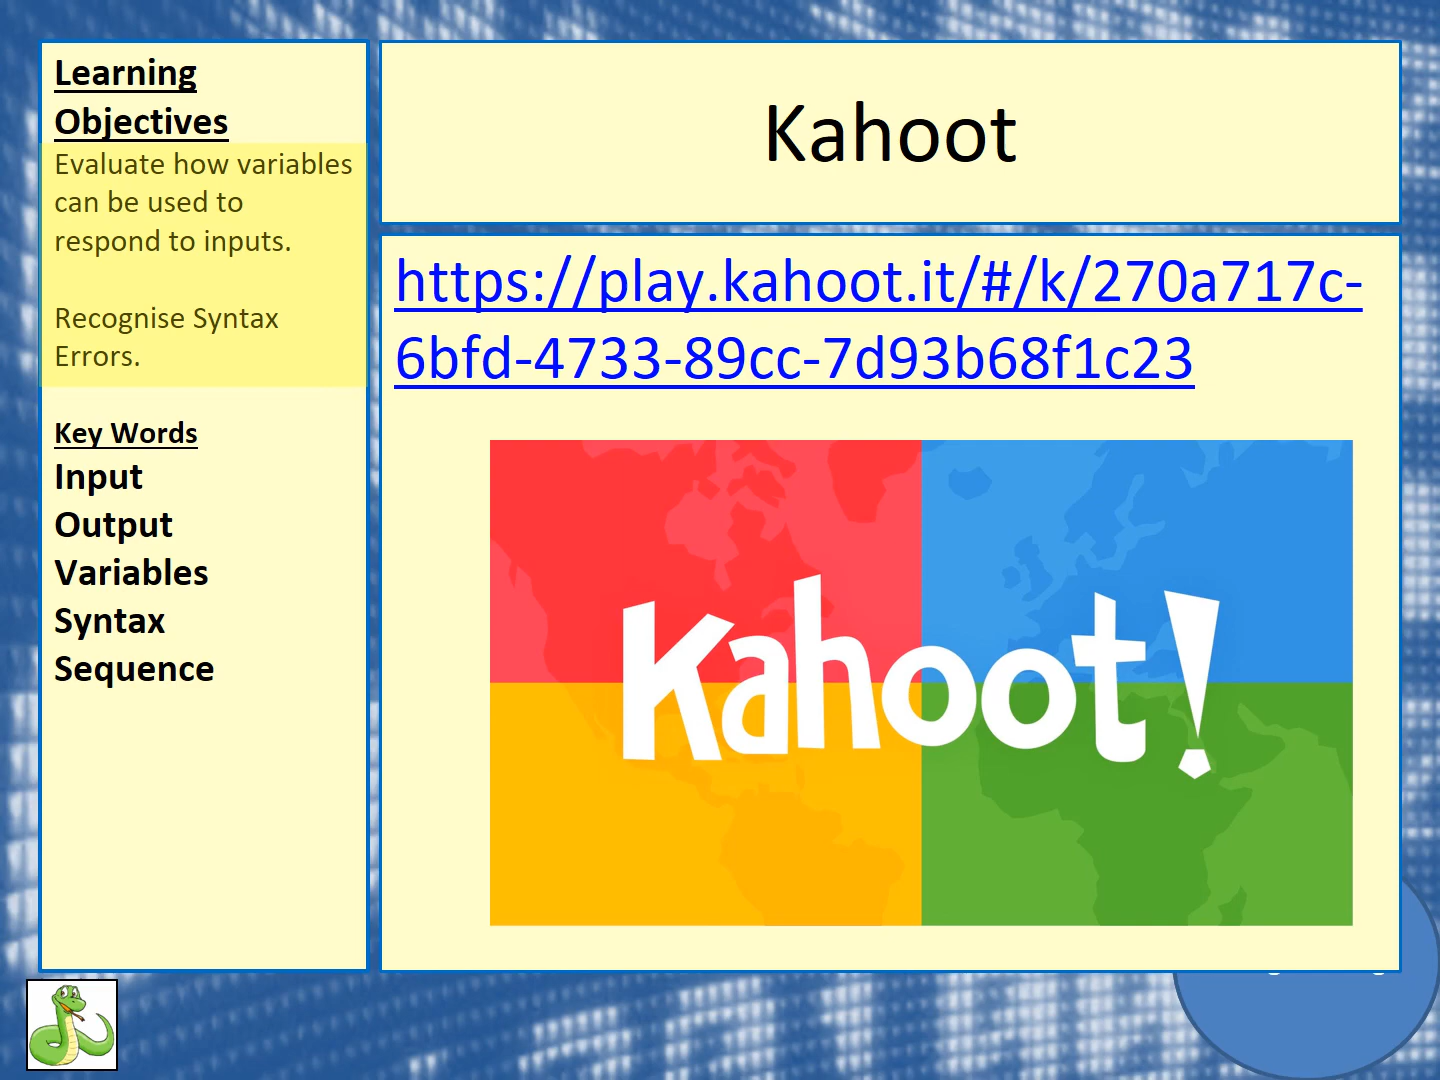 Learning
Objectives
Evaluate how variables
can be used to
respond to inputs.
Recognise Syntax
Errors.
Key Words
Input
Output
Variables
Syntax
Sequence
Kahoot
https://play.kahoot.it/#/k/270a717c-
6bfd-4733-89cc-7d93b68f1c23
Kahoot!